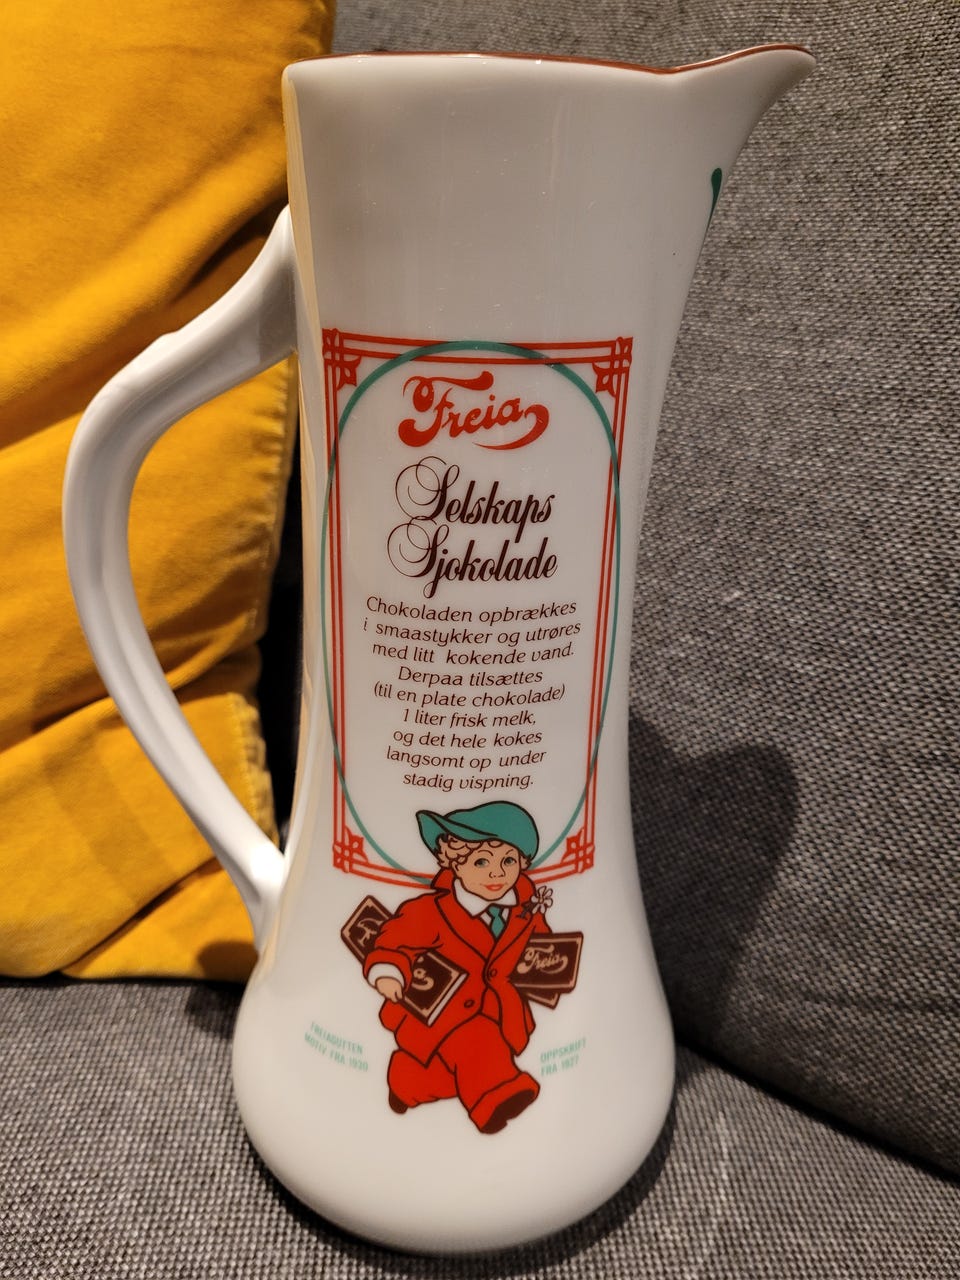 Freia
Selskaps
Sjokolade
Chokoladen opbrækkes
i smaastykker og utrøres
med litt kokende vand.
Derpaa tilsættes
(til en plate chokolade)
1 liter frisk melk,
og det hele kokes
langsomt op under
stadig vispning.
Freia
FREIAGUTTEN
MOTIV FRA 1930
OPPSKRIFT
FRA 1927